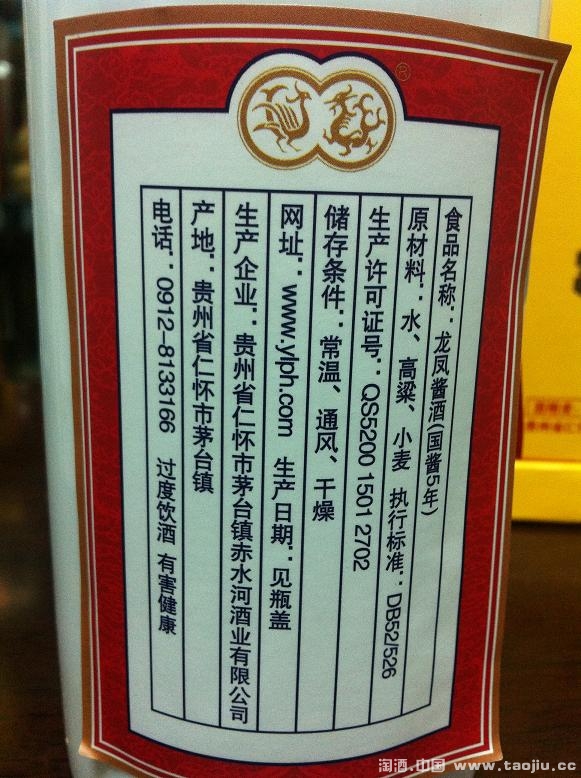 食品名称：龙凤酱酒(国酱5年)
原材料：水、高粱、小麦 执行标准：DB52/526
生产许可证号：QS5200 1501 2702
储存条件：常温、通风、干燥
网址：www.ylph.com 生产日期：见瓶盖
生产企业：贵州省仁怀市茅台镇赤水河酒业有限公司
产地：贵州省仁怀市茅台镇
电话：0912-8133166 过度饮酒 有害健康
®
淘酒.中国 www.taojiu.cc